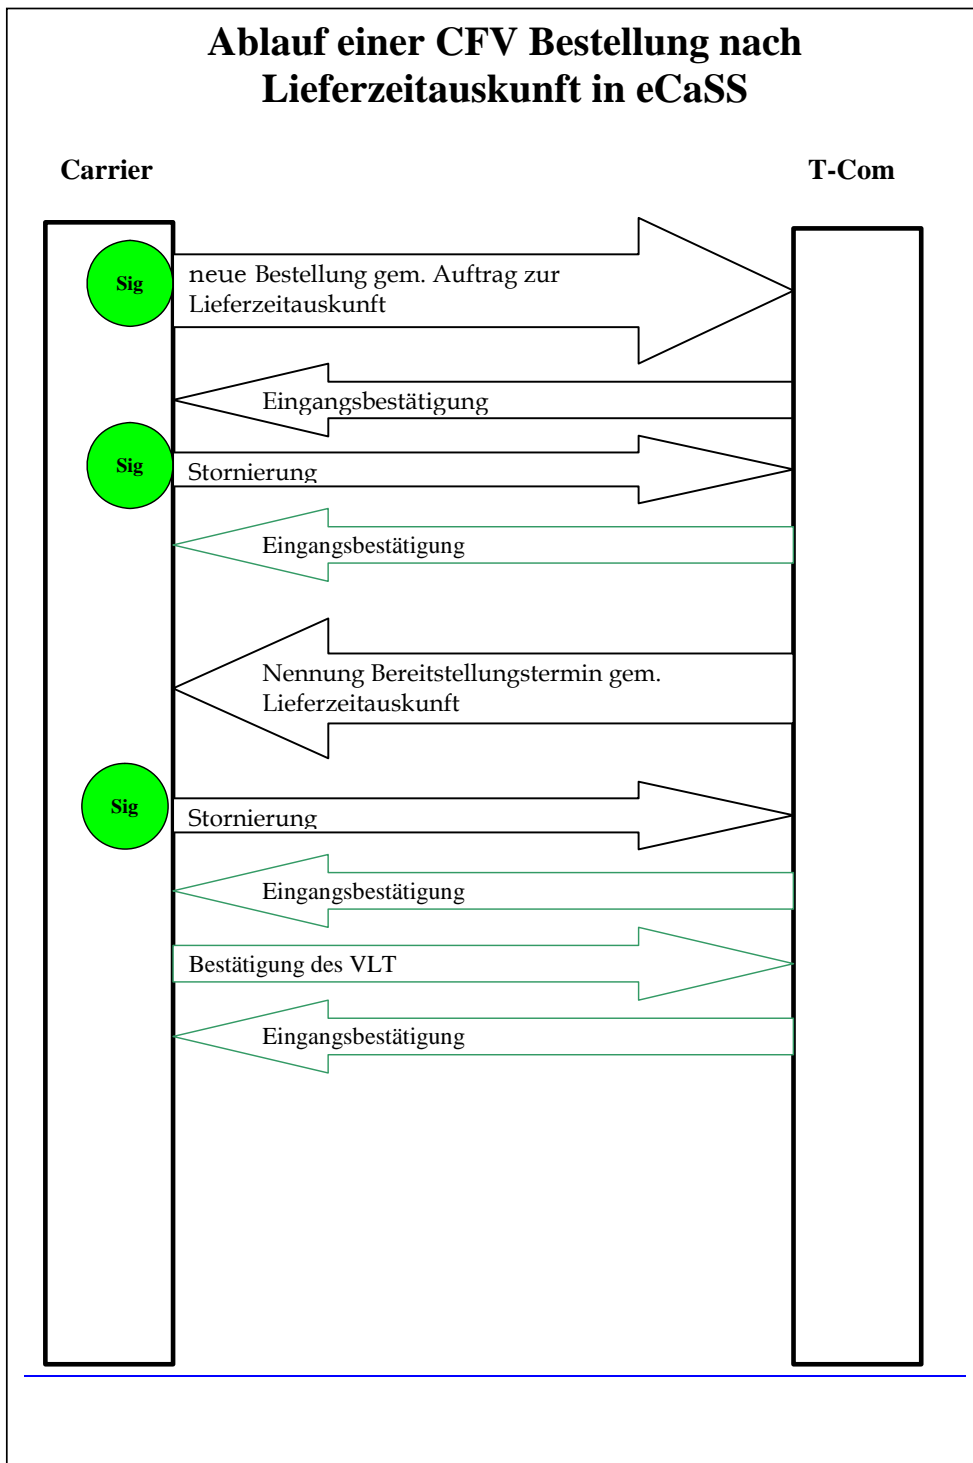 Ablauf einer CFV Bestellung nach
Lieferzeitauskunft in eCaSS
Carrier
T-Com
Sig
neue Bestellung gem. Auftrag zur
Lieferzeitauskunft
Eingangsbestätigung
Sig
Stornierung
Eingangsbestätigung
Nennung Bereitstellungstermin gem.
Lieferzeitauskunft
Sig
Stornierung
Eingangsbestätigung
Bestätigung des VLT
Eingangsbestätigung